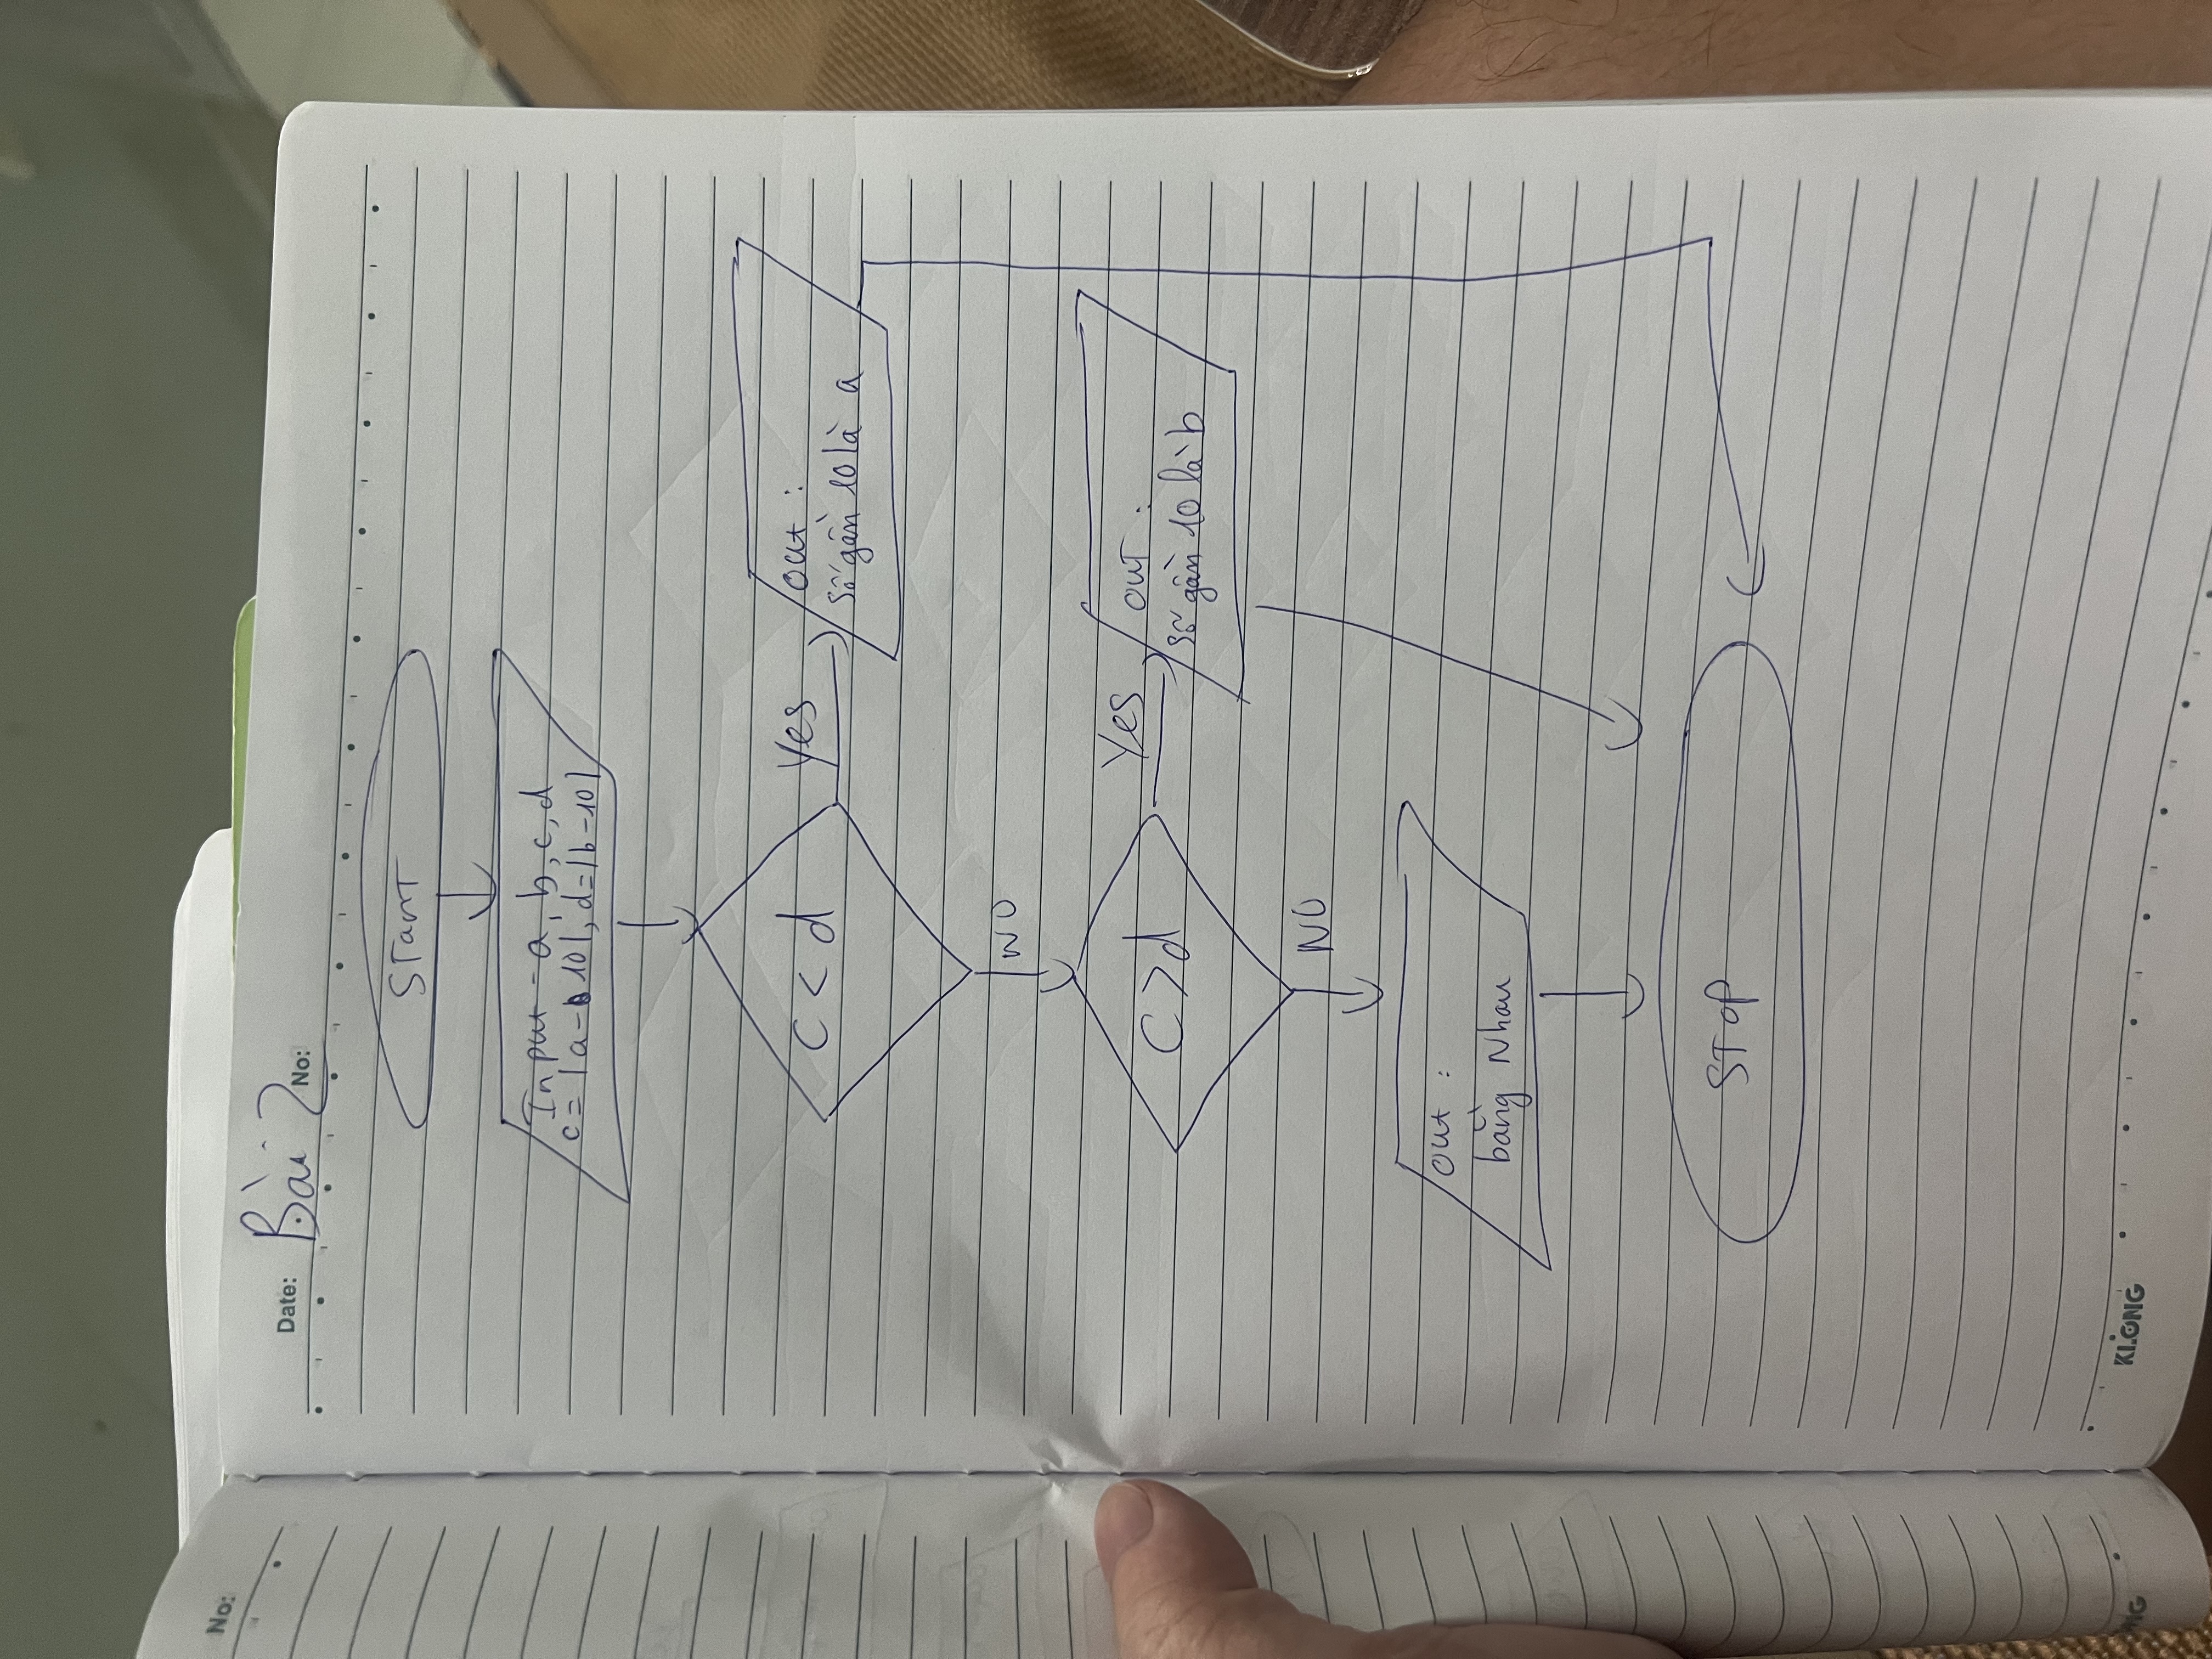 No:
Date: Bài 2 No:
START
Input - a, b, c, d
c = |a - 10|, d = |b - 10|
c < d
Yes
out :
số gần 10 là a
NO
C > d
Yes
out :
số gần 10 là b
NO
out :
bằng Nhau
STOP
KLONG
NG